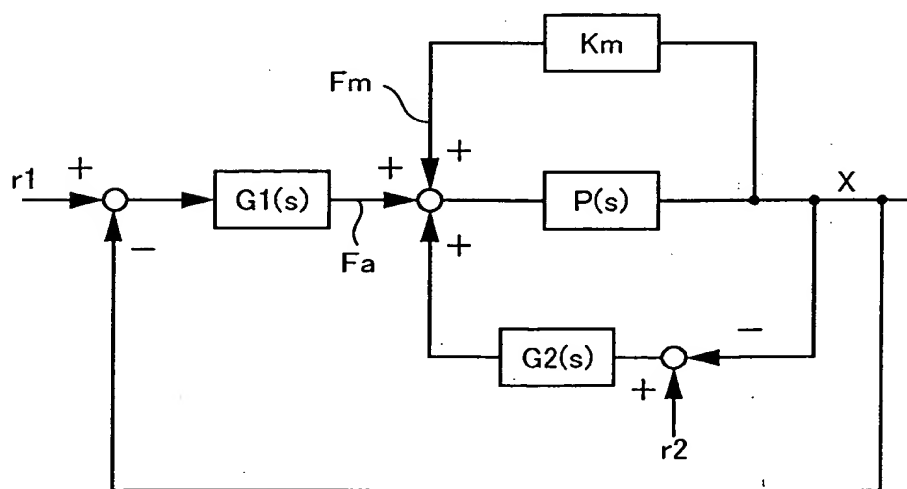 Km
Fm
+
+
+
r1
G1(s)
P(s)
X
−
+
Fa
−
G2(s)
+
r2